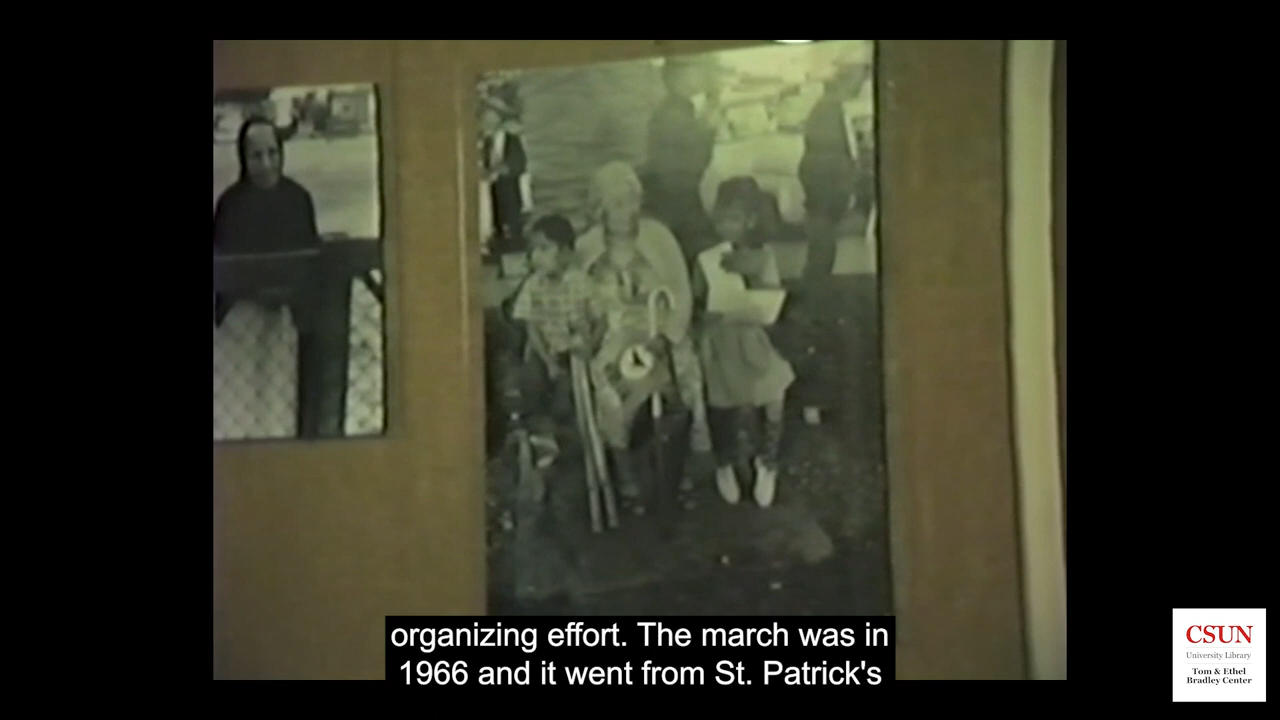 organizing effort. The march was in
1966 and it went from St. Patrick's
CSUN
University Library
Tom & Ethel
Bradley Center